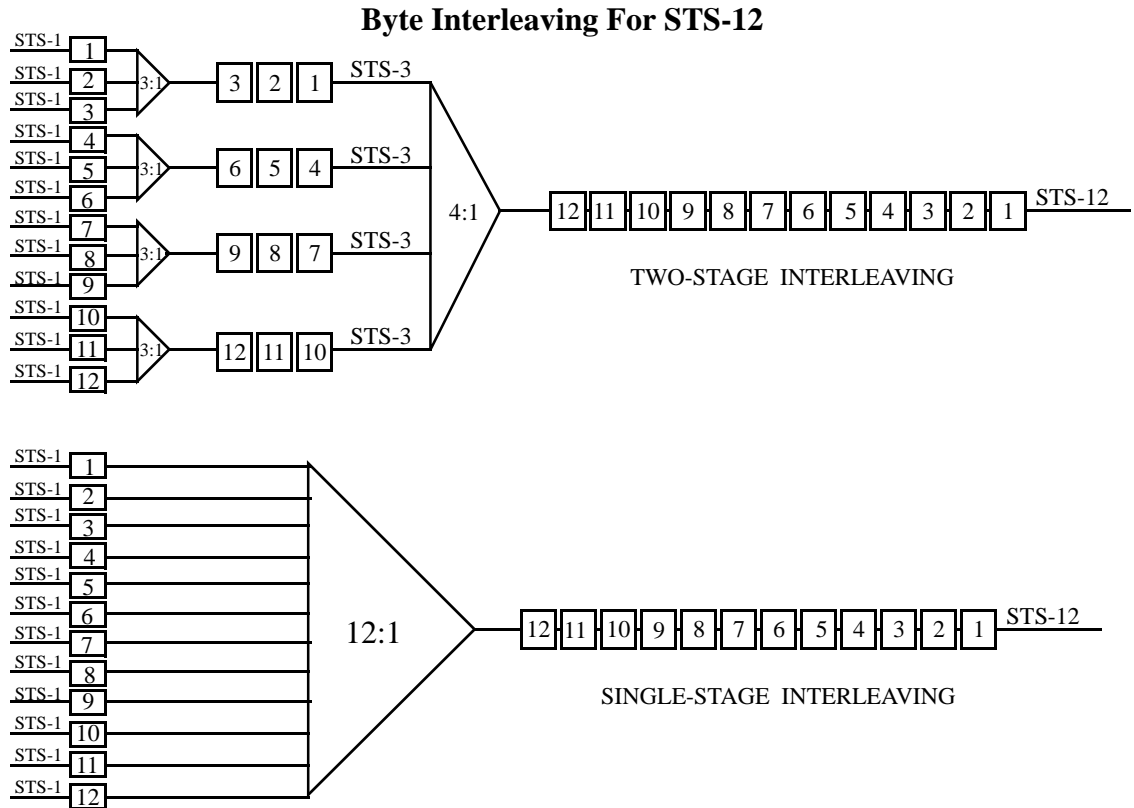 Byte Interleaving For STS-12
STS-1 1
STS-1 2
STS-1 3
3:1
3 2 1
STS-3
STS-1 4
STS-1 5
STS-1 6
3:1
6 5 4
STS-3
STS-1 7
STS-1 8
STS-1 9
3:1
9 8 7
STS-3
STS-1 10
STS-1 11
STS-1 12
3:1
12 11 10
STS-3
4:1
12 11 10 9 8 7 6 5 4 3 2 1
STS-12
TWO-STAGE INTERLEAVING
STS-1 1
STS-1 2
STS-1 3
STS-1 4
STS-1 5
STS-1 6
STS-1 7
STS-1 8
STS-1 9
STS-1 10
STS-1 11
STS-1 12
12:1
12 11 10 9 8 7 6 5 4 3 2 1
STS-12
SINGLE-STAGE INTERLEAVING